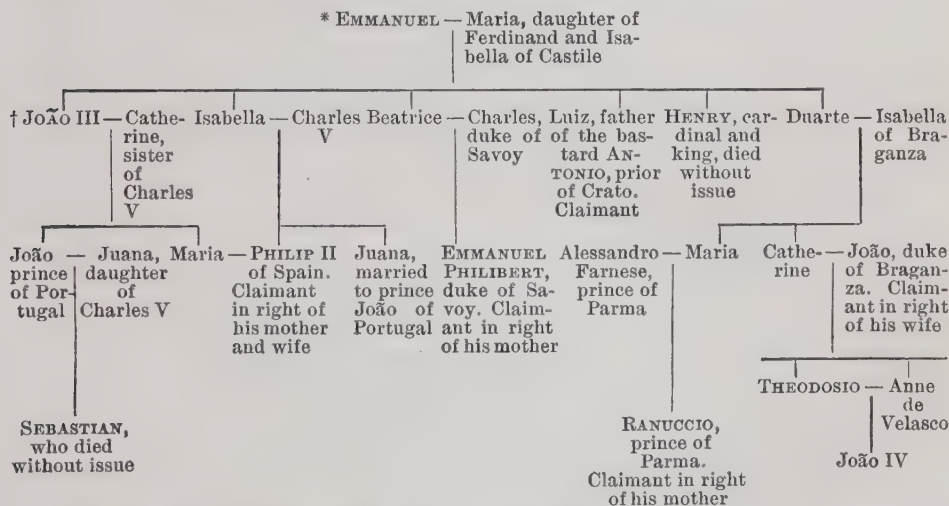 * EMMANUEL — Maria, daughter of
Ferdinand and Isa-
bella of Castile
† JOÃO III — Cathe-
rine,
sister
of
Charles
V
Isabella — Charles
V
Beatrice — Charles,
duke of
Savoy
Luiz, father
of the bas-
tard AN-
TONIO, prior
of Crato.
Claimant
HENRY, car-
dinal and
king, died
without
issue
Duarte — Isabella
of Bra-
ganza
João —
prince
of Por-
tugal
Juana,
daughter
of
Charles V
Maria — PHILIP II
of Spain.
Claimant
in right of
his mother
and wife
Juana,
married
to prince
João of
Portugal
EMMANUEL
PHILIBERT,
duke of Sa-
voy. Claim-
ant in right
of his mother
Alessandro — Maria
Farnese,
prince of
Parma
Cathe- —
rine
João, duke
of Bragan-
za. Claim-
ant in right
of his wife
SEBASTIAN,
who died
without issue
RANUCCIO,
prince of
Parma.
Claimant in right
of his mother
THEODOSIO — Anne
de
Velasco
João IV